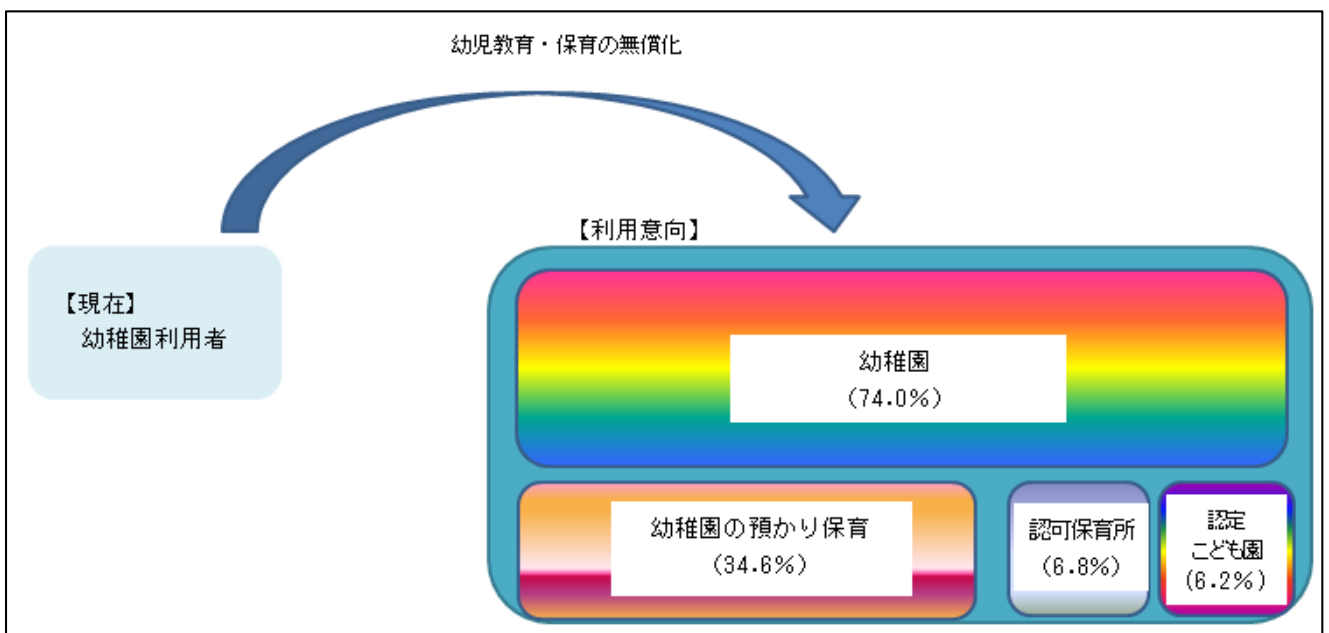 幼児教育・保育の無償化
【利用意向】
【現在】
幼稚園利用者
幼稚園
(74.0%)
幼稚園の預かり保育
(34.6%)
認可保育所
(6.8%)
認定
こども園
(6.2%)